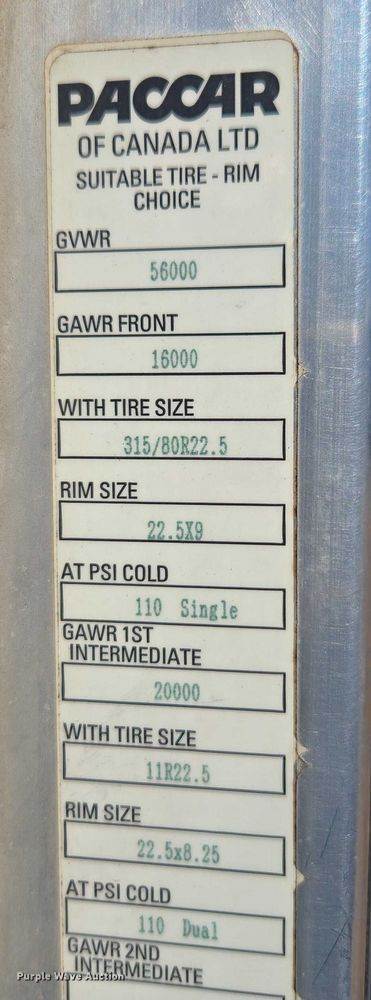 PACCAR
OF CANADA LTD
SUITABLE TIRE - RIM
CHOICE
GVWR
56000
GAWR FRONT
16000
WITH TIRE SIZE
315/80R22.5
RIM SIZE
22.5X9
AT PSI COLD
110 Single
GAWR 1ST
INTERMEDIATE
20000
WITH TIRE SIZE
11R22.5
RIM SIZE
22.5x8.25
AT PSI COLD
110 Dual
GAWR 2ND
INTERMEDIATE
Purple Wave Auction